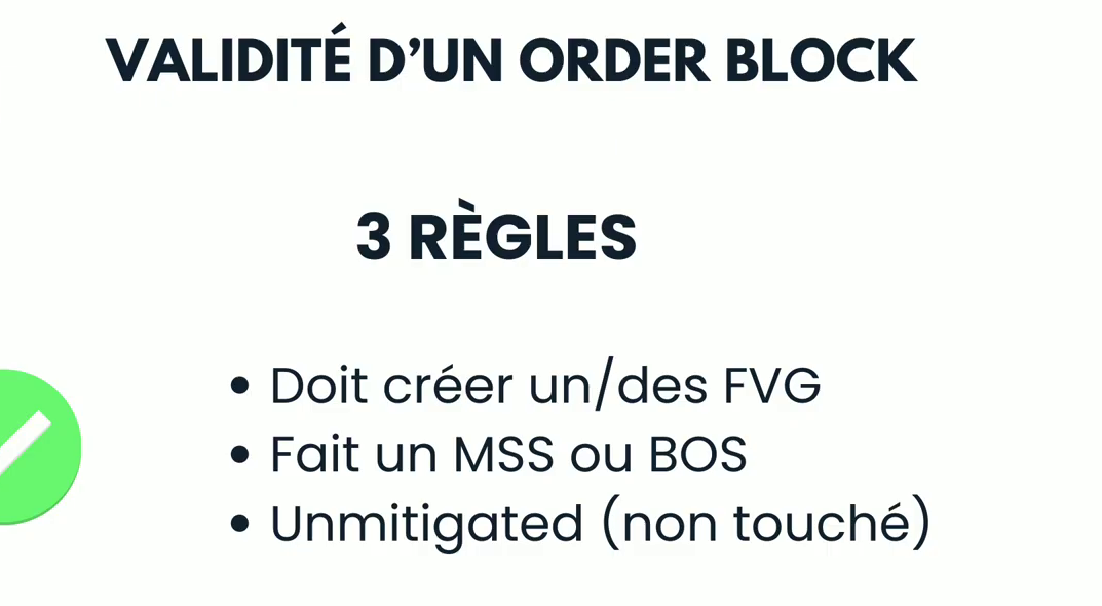 VALIDITÉ D’UN ORDER BLOCK
3 RÈGLES
• Doit créer un/des FVG
• Fait un MSS ou BOS
• Unmitigated (non touché)